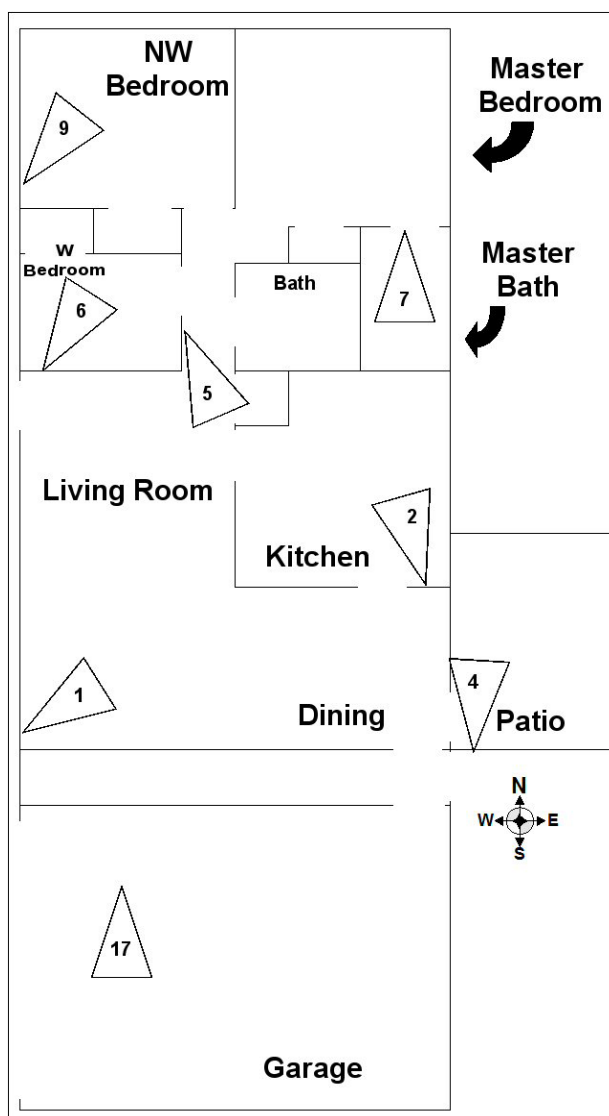 NW
Bedroom
Master
Bedroom
9
W
Bedroom
Bath
Master
Bath
6
7
5
Living Room
2
Kitchen
1
4
Dining
Patio
N
W
E
S
17
Garage